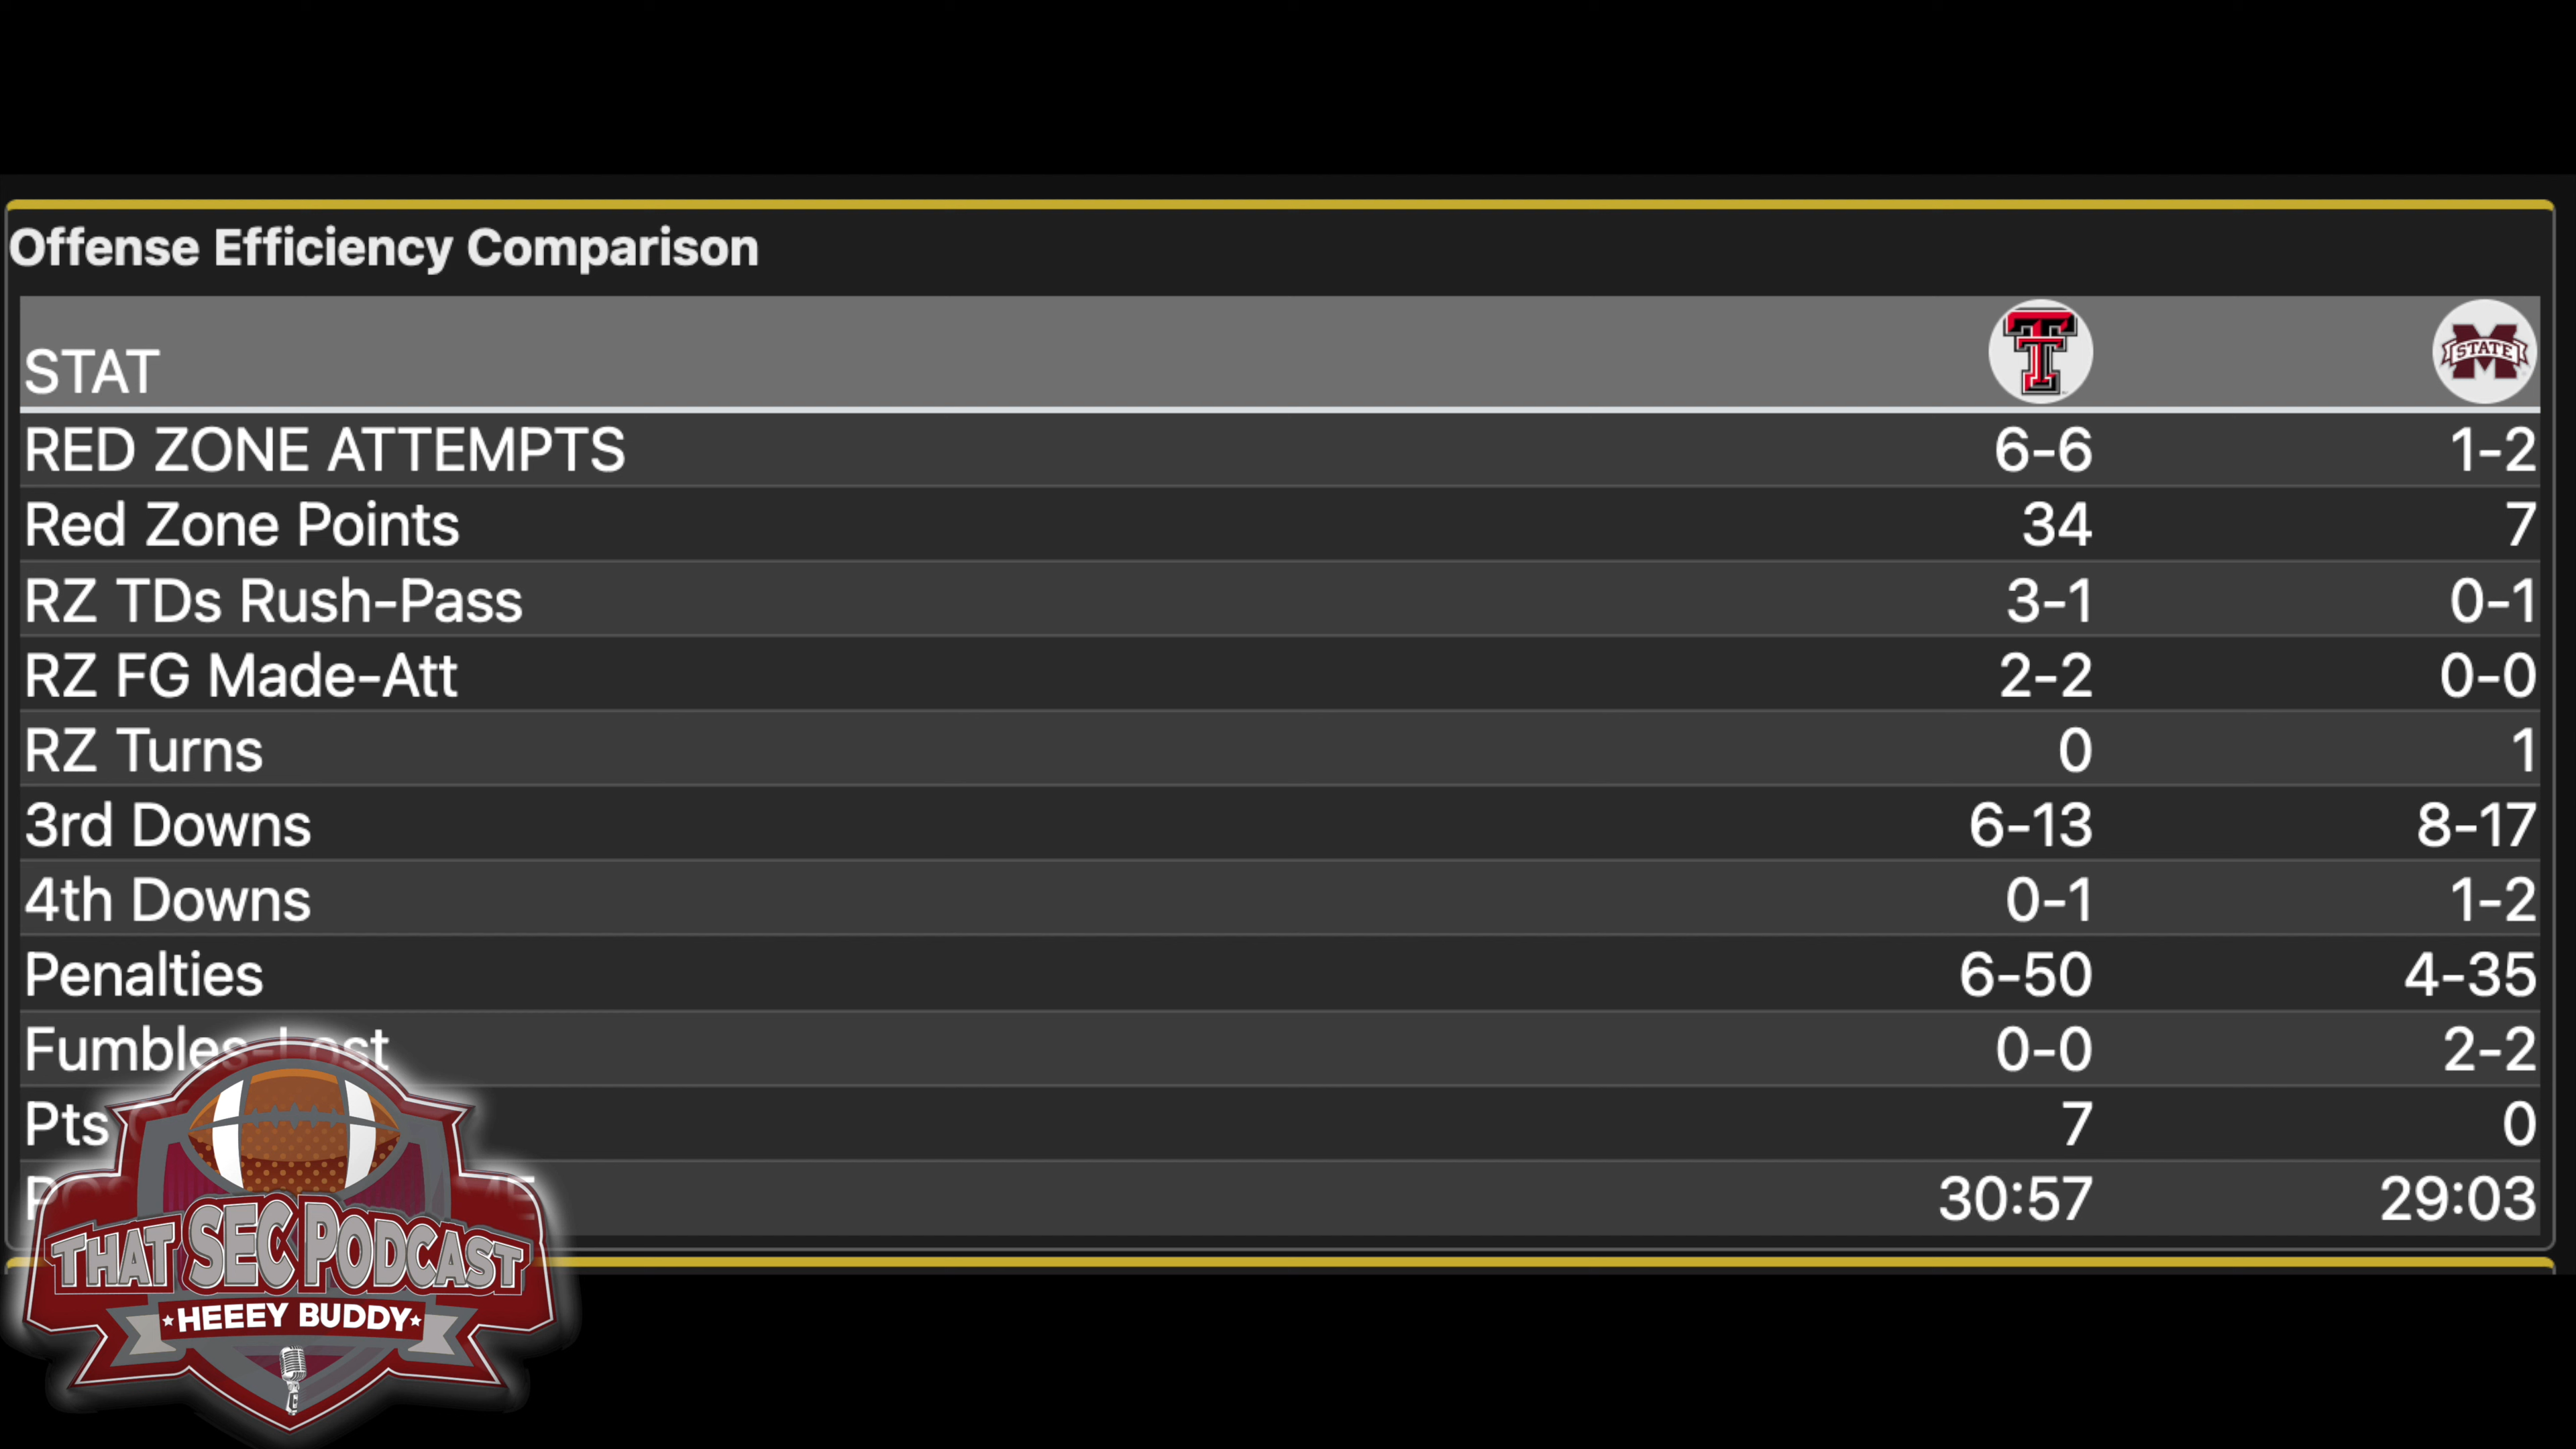 Offense Efficiency Comparison
STAT T STATE
RED ZONE ATTEMPTS 6-6 1-2
Red Zone Points 34 7
RZ TDs Rush-Pass 3-1 0-1
RZ FG Made-Att 2-2 0-0
RZ Turns 0 1
3rd Downs 6-13 8-17
4th Downs 0-1 1-2
Penalties 6-50 4-35
Fumbles-Lost 0-0 2-2
Pts 7 0
30:57 29:03
THAT SEC PODCAST
HEEEY BUDDY